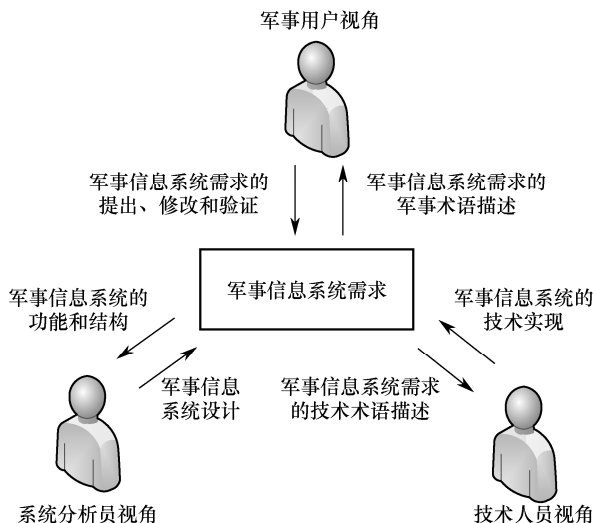 军事用户视角
军事信息系统需求的
提出、修改和验证
军事信息系统需求的
军事术语描述
军事信息系统需求
军事信息系统的
功能和结构
军事信息系统的
技术实现
军事信息
系统设计
军事信息系统需求
的技术术语描述
系统分析员视角
技术人员视角